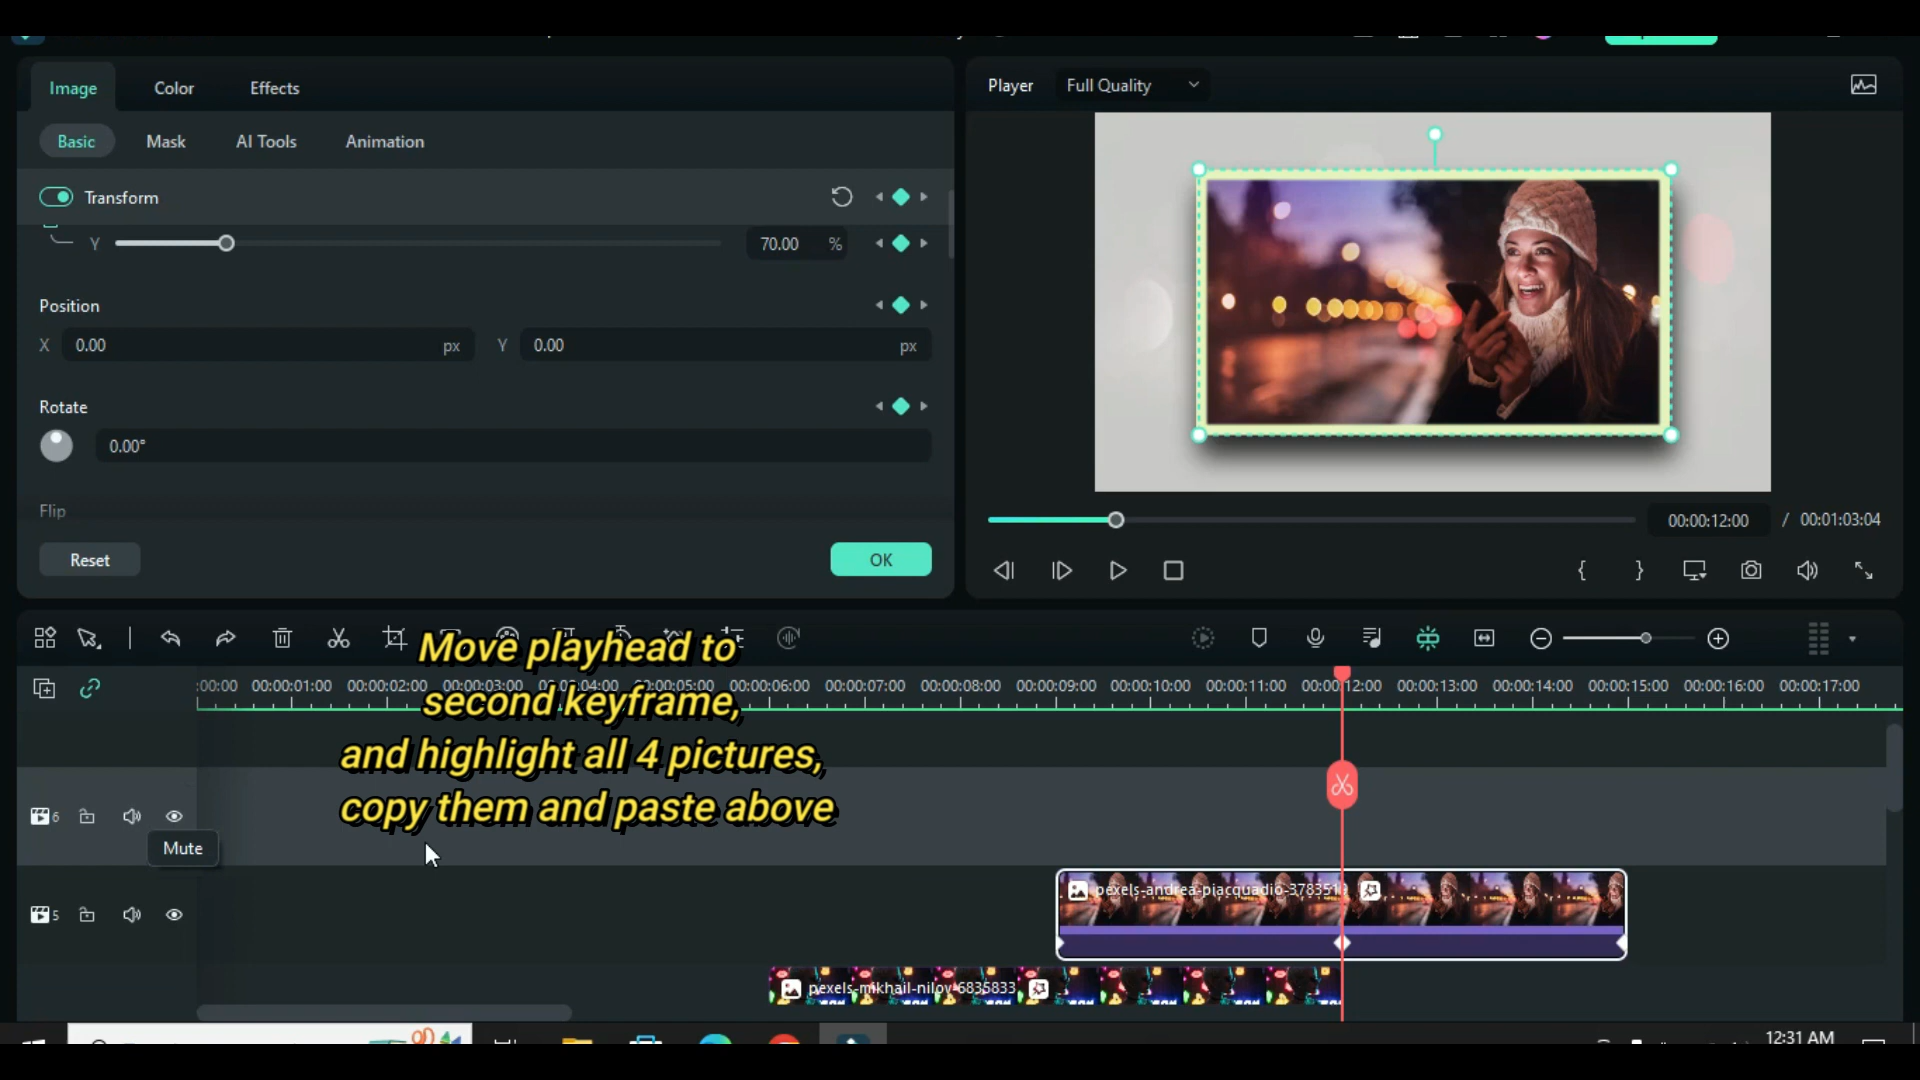 Image Color Effects
Player Full Quality
Basic Mask AI Tools Animation
Transform
Y 70.00 %
Position
X 0.00 px Y 0.00 px
Rotate
0.00°
Flip
Reset OK
00:00:12:00 / 00:01:03:04
Move playhead to
second keyframe,
and highlight all 4 pictures,
copy them and paste above
:00:00 00:00:01:00 00:00:02:00 00:00:03:00 00:00:04:00 00:00:05:00 00:00:06:00 00:00:07:00 00:00:08:00 00:00:09:00 00:00:10:00 00:00:11:00 00:00:12:00 00:00:13:00 00:00:14:00 00:00:15:00 00:00:16:00 00:00:17:00
6
Mute
5
pexels-andrea-piacquadio-3783519
pexels-mikhail-nilov-6835833
12:31 AM